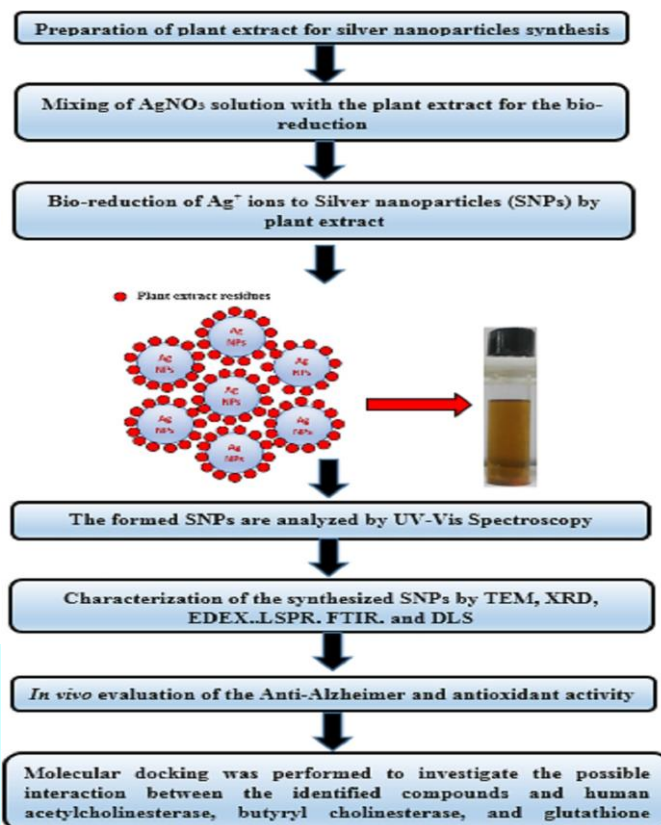 Preparation of plant extract for silver nanoparticles synthesis
Mixing of AgNO₃ solution with the plant extract for the bio-
reduction
Bio-reduction of Ag⁺ ions to Silver nanoparticles (SNPs) by
plant extract
Plant extract residues
Ag
NPs
Ag
NPs
Ag
NPs
Ag
NPs
Ag
NPs
Ag
NPs
Ag
NPs
The formed SNPs are analyzed by UV-Vis Spectroscopy
Characterization of the synthesized SNPs by TEM, XRD,
EDEX..LSPR. FTIR. and DLS
In vivo evaluation of the Anti-Alzheimer and antioxidant activity
Molecular docking was performed to investigate the possible
interaction between the identified compounds and human
acetylcholinesterase, butyryl cholinesterase, and glutathione